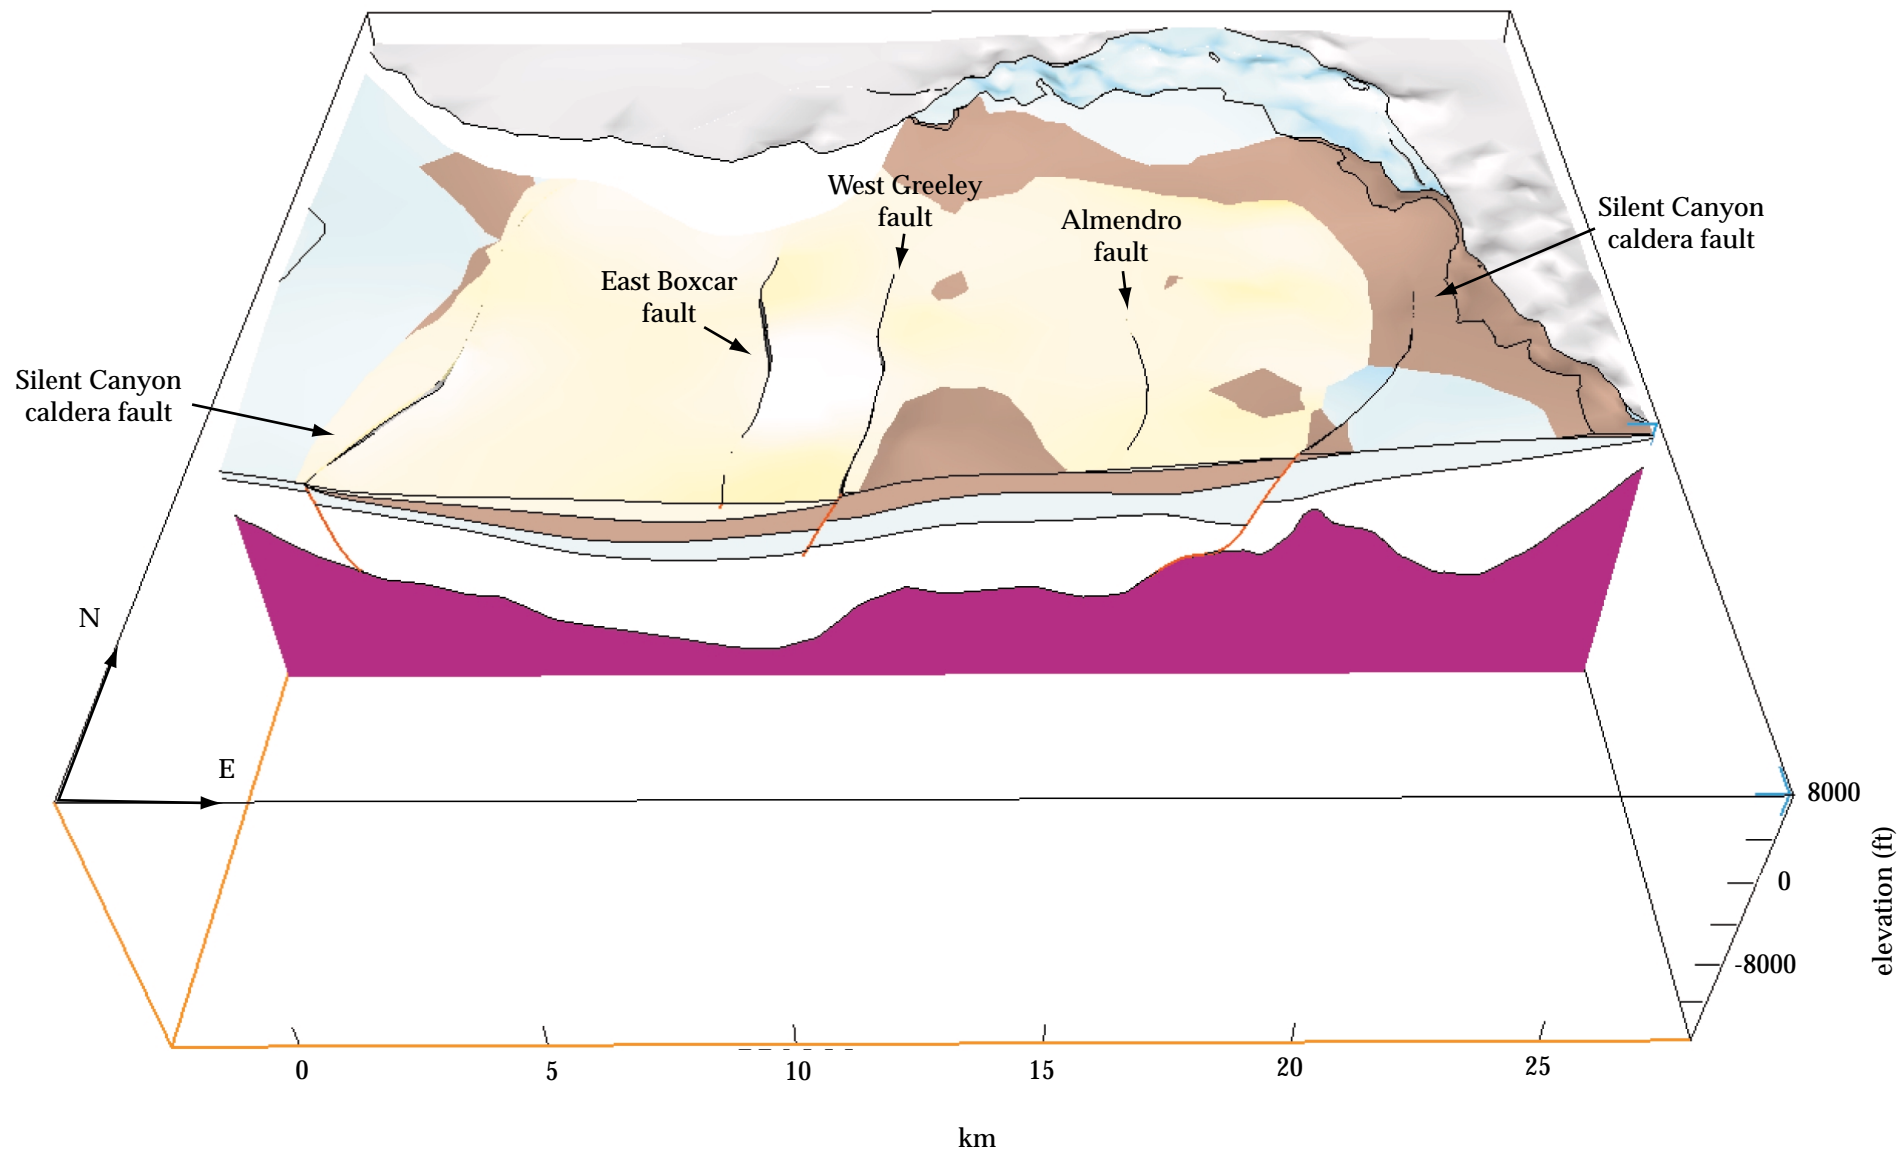 West Greeley
fault
Almendro
fault
Silent Canyon
caldera fault
East Boxcar
fault
Silent Canyon
caldera fault
N
E
8000
0
-8000
elevation (ft)
0 5 10 15 20 25
km